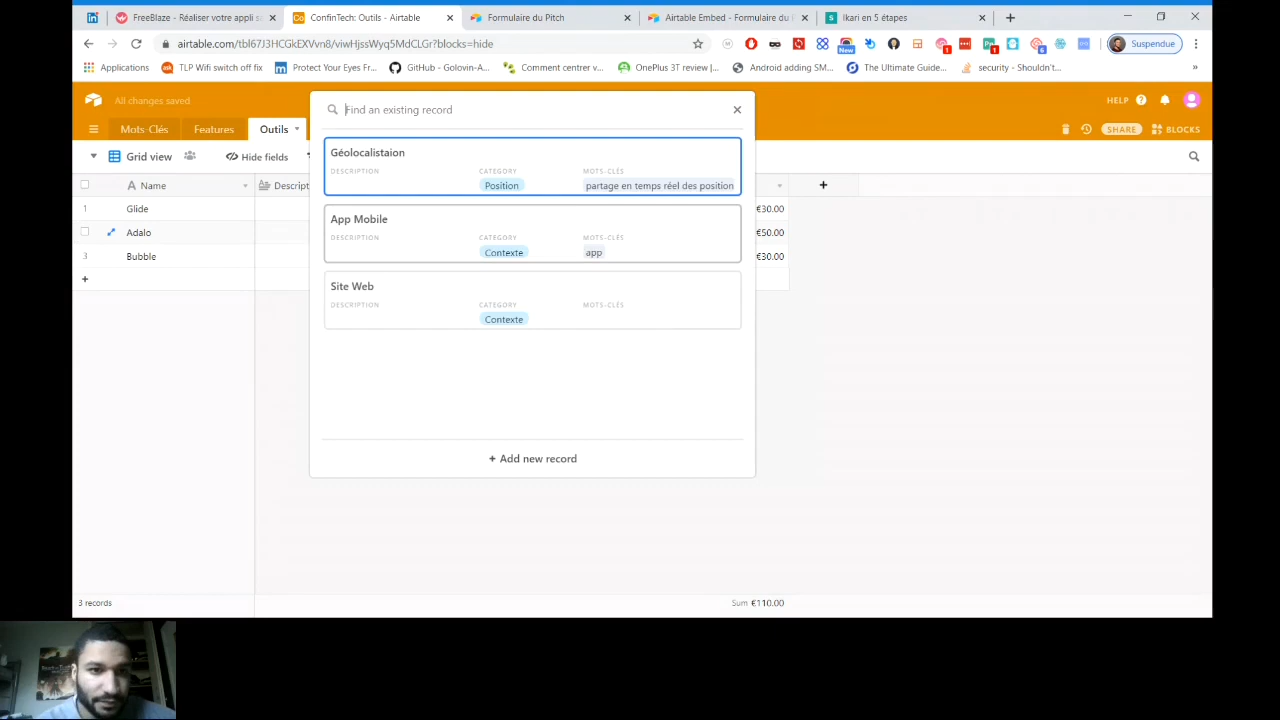 FreeBlaze - Réaliser votre appli sa
ConfinTech: Outils - Airtable
Formulaire du Pitch
Airtable Embed - Formulaire du
Ikari en 5 étapes
airtable.com/tbl67J3HCGkEXVvn8/viwHjssWyq5MdCLGr?blocks=hide
New
Suspendue
Applications
TLP Wifi switch off fix
Protect Your Eyes Fr...
GitHub - Golovin-A...
Comment centrer v...
OnePlus 3T review |...
Android adding SM...
The Ultimate Guide...
security - Shouldn't...
All changes saved
HELP
Mots-Clés
Features
Outils
SHARE
BLOCKS
Grid view
Hide fields
Name
Descript
1 Glide €30.00
Adalo €50.00
3 Bubble €30.00
3 records
Sum €110.00
Find an existing record
Géolocalistaion
DESCRIPTION CATEGORY MOTS-CLÉS
Position partage en temps réel des position
App Mobile
DESCRIPTION CATEGORY MOTS-CLÉS
Contexte app
Site Web
DESCRIPTION CATEGORY MOTS-CLÉS
Contexte
+ Add new record